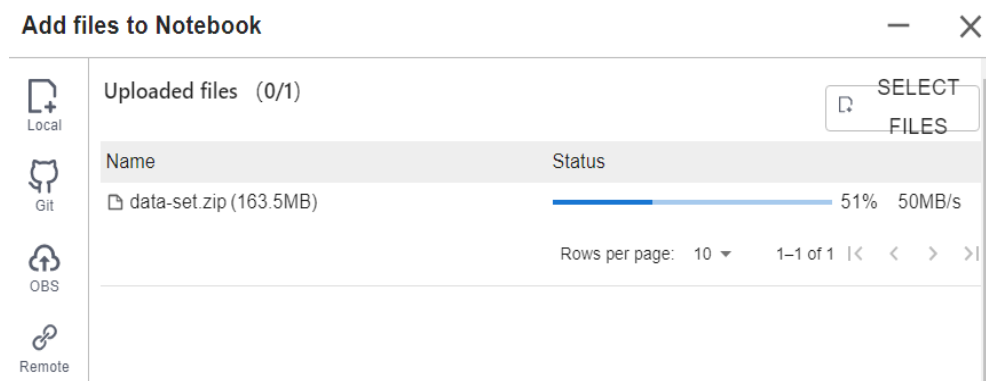 Add files to Notebook
Local
Git
OBS
Remote
Uploaded files (0/1)
SELECT
FILES
Name Status
data-set.zip (163.5MB) 51% 50MB/s
Rows per page: 10 1–1 of 1